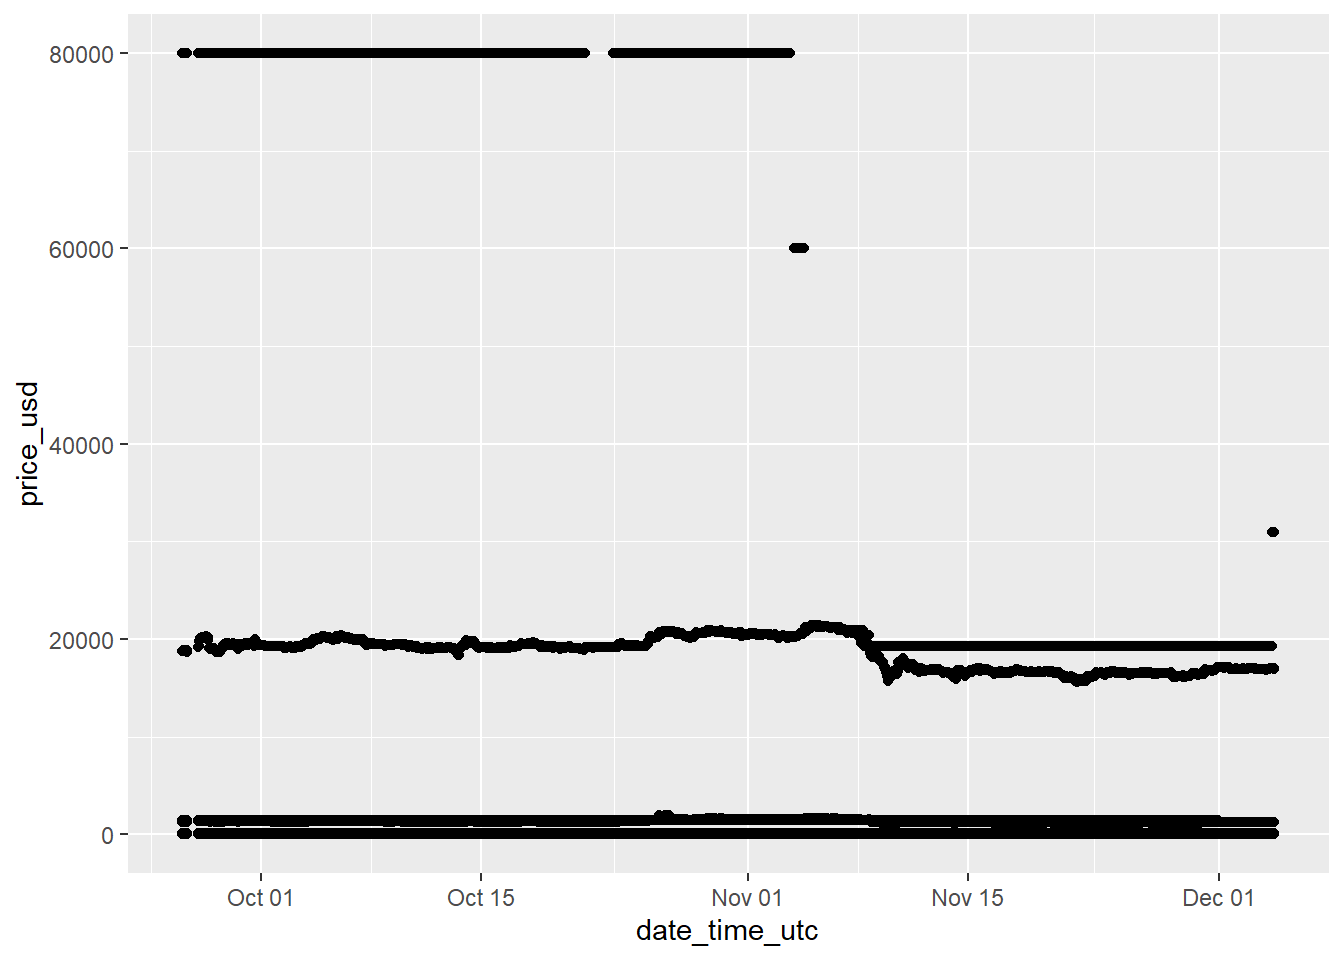 80000
60000
40000
20000
0
price_usd
Oct 01
Oct 15
Nov 01
Nov 15
Dec 01
date_time_utc